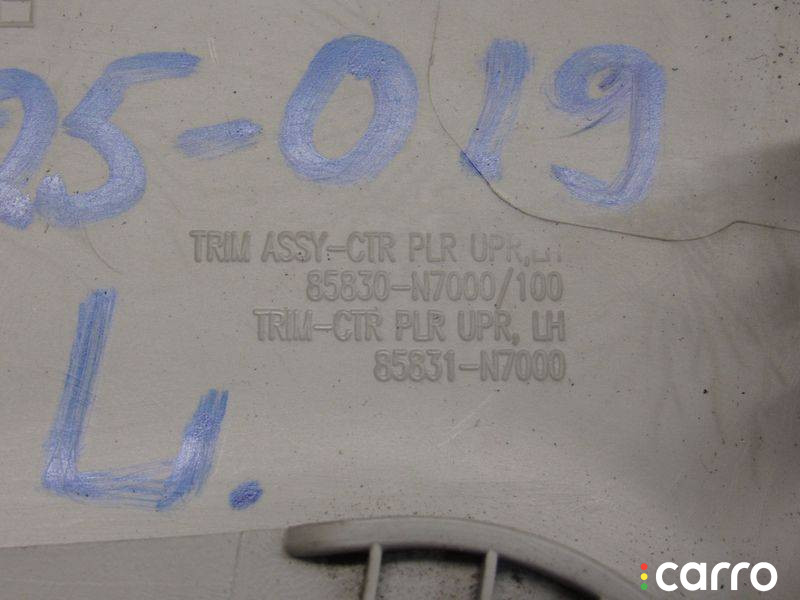 25-019
TRIM ASSY-CTR PLR UPR,LH
85830-N7000/100
TRIM-CTR PLR UPR, LH
85831-N7000
L.
carro